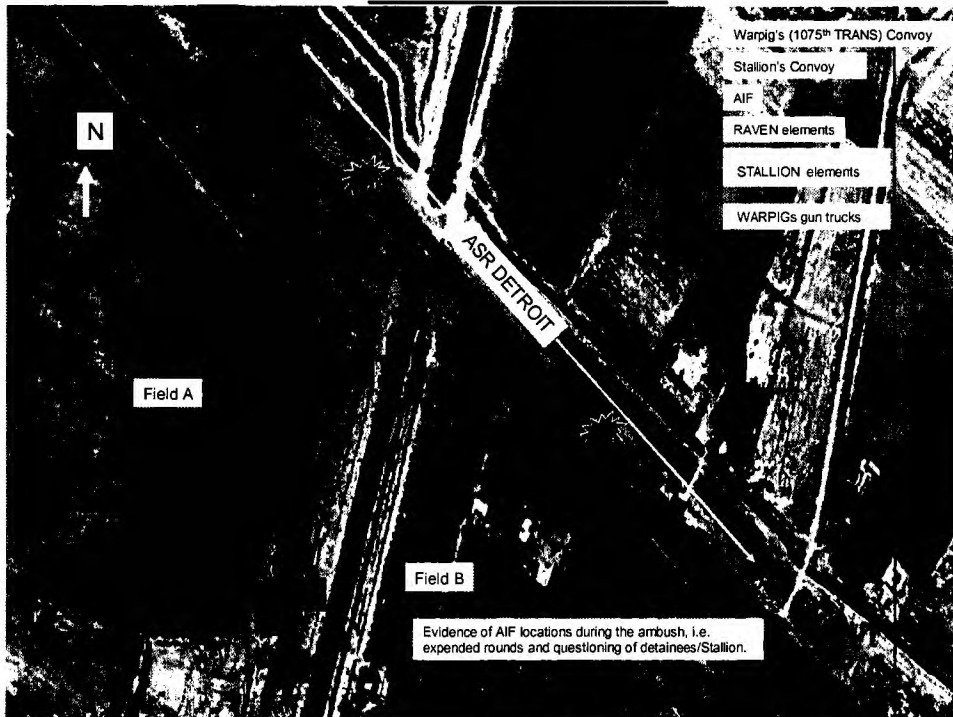 Warpig's (1075th TRANS) Convoy
Stallion's Convoy
AIF
RAVEN elements
STALLION elements
WARPIGs gun trucks
N
ASR DETROIT
Field A
Field B
Evidence of AIF locations during the ambush, i.e.
expended rounds and questioning of detainees/Stallion.